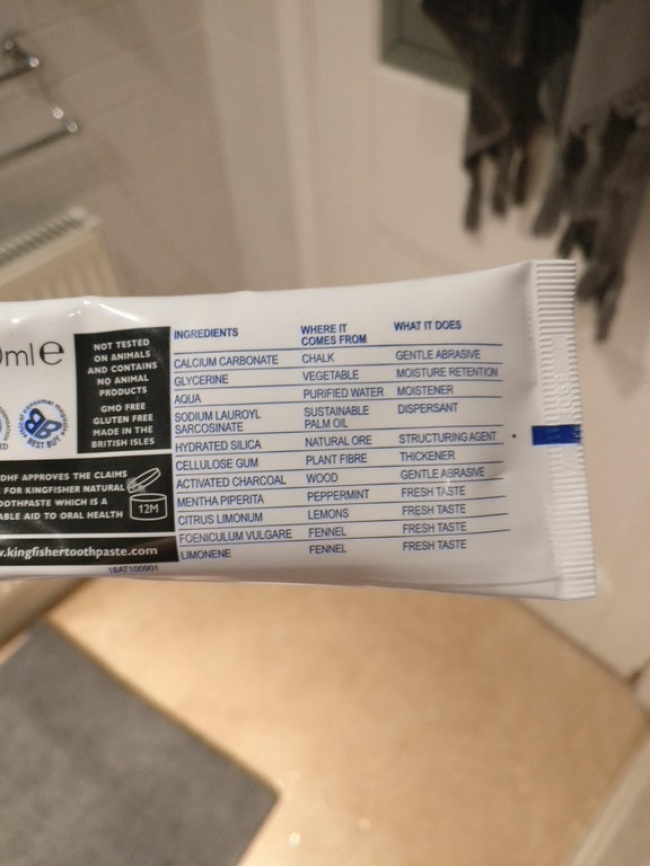 ml e
NOT TESTED
ON ANIMALS
AND CONTAINS
NO ANIMAL
PRODUCTS
GMO FREE
GLUTEN FREE
MADE IN THE
BRITISH ISLES
BEST BUY
DHF APPROVES THE CLAIMS
FOR KINGFISHER NATURAL
OOTHPASTE WHICH IS A
ABLE AID TO ORAL HEALTH
12M
.kingfishertoothpaste.com
18AT100901
INGREDIENTS WHERE IT COMES FROM WHAT IT DOES
CALCIUM CARBONATE CHALK GENTLE ABRASIVE
GLYCERINE VEGETABLE MOISTURE RETENTION
AQUA PURIFIED WATER MOISTENER
SODIUM LAUROYL SARCOSINATE SUSTAINABLE PALM OIL DISPERSANT
HYDRATED SILICA NATURAL ORE STRUCTURING AGENT
CELLULOSE GUM PLANT FIBRE THICKENER
ACTIVATED CHARCOAL WOOD GENTLE ABRASIVE
MENTHA PIPERITA PEPPERMINT FRESH TASTE
CITRUS LIMONUM LEMONS FRESH TASTE
FOENICULUM VULGARE FENNEL FRESH TASTE
LIMONENE FENNEL FRESH TASTE